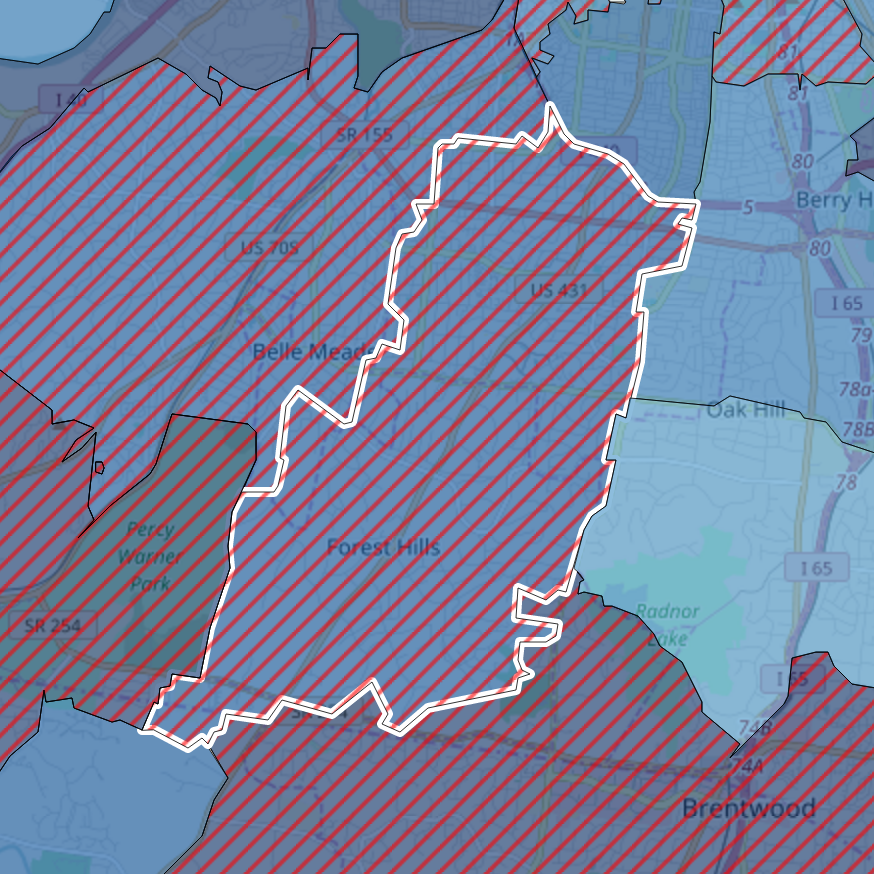 1A
81
I 40
81
SR 155
80
5
Berry H
US 70S
80
US 431
I 65
79
Belle Meade
78a
Oak Hill
78B
78
Percy
Warner
Park
Forest Hills
I 65
Radnor
Lake
SR 254
I 65
74B
74A
Brentwood